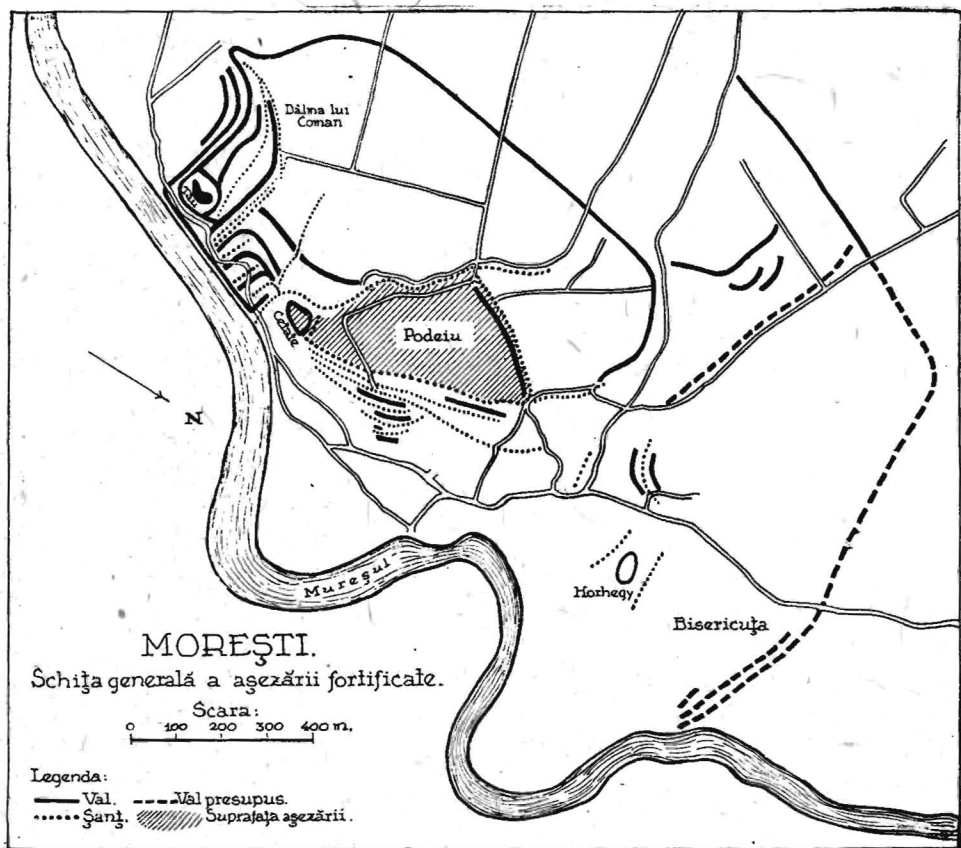 Dâlma lui
Coman
Tău
Cetate
Podeiu
N
Mureşul
Horhegy
Bisericuţa
MOREŞTI.
Schiţa generală a aşezării fortificate.
Scara:
0 100 200 300 400 m.
Legenda:
Val. Val presupus.
Şanţ. Suprafaţa aşezării.